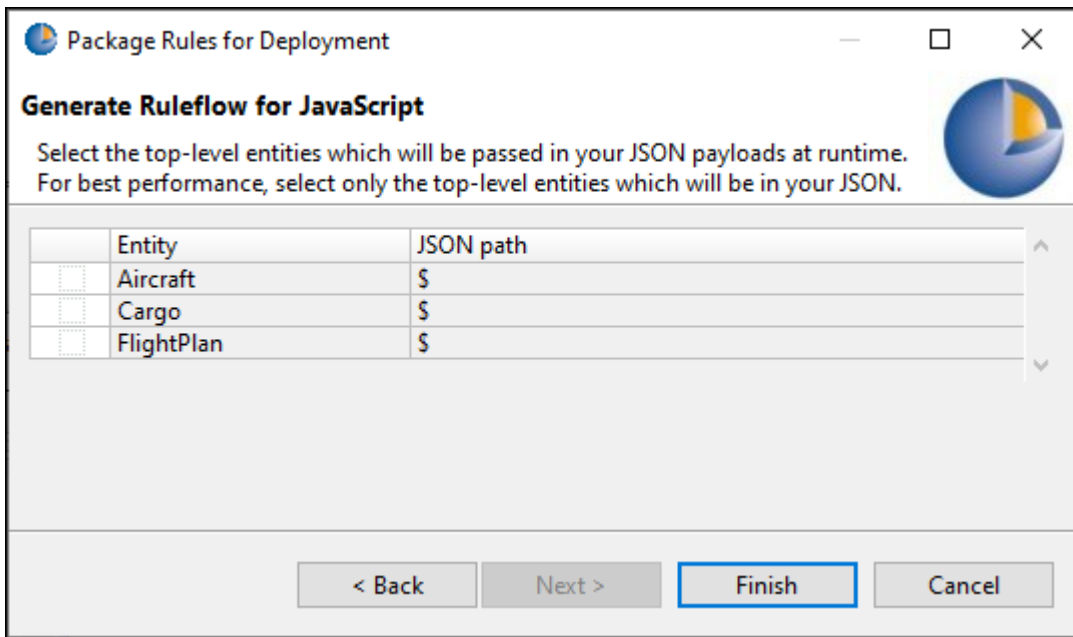 Package Rules for Deployment
Generate Ruleflow for JavaScript
Select the top-level entities which will be passed in your JSON payloads at runtime.
For best performance, select only the top-level entities which will be in your JSON.
Entity JSON path
Aircraft $
Cargo $
FlightPlan $
< Back Next > Finish Cancel